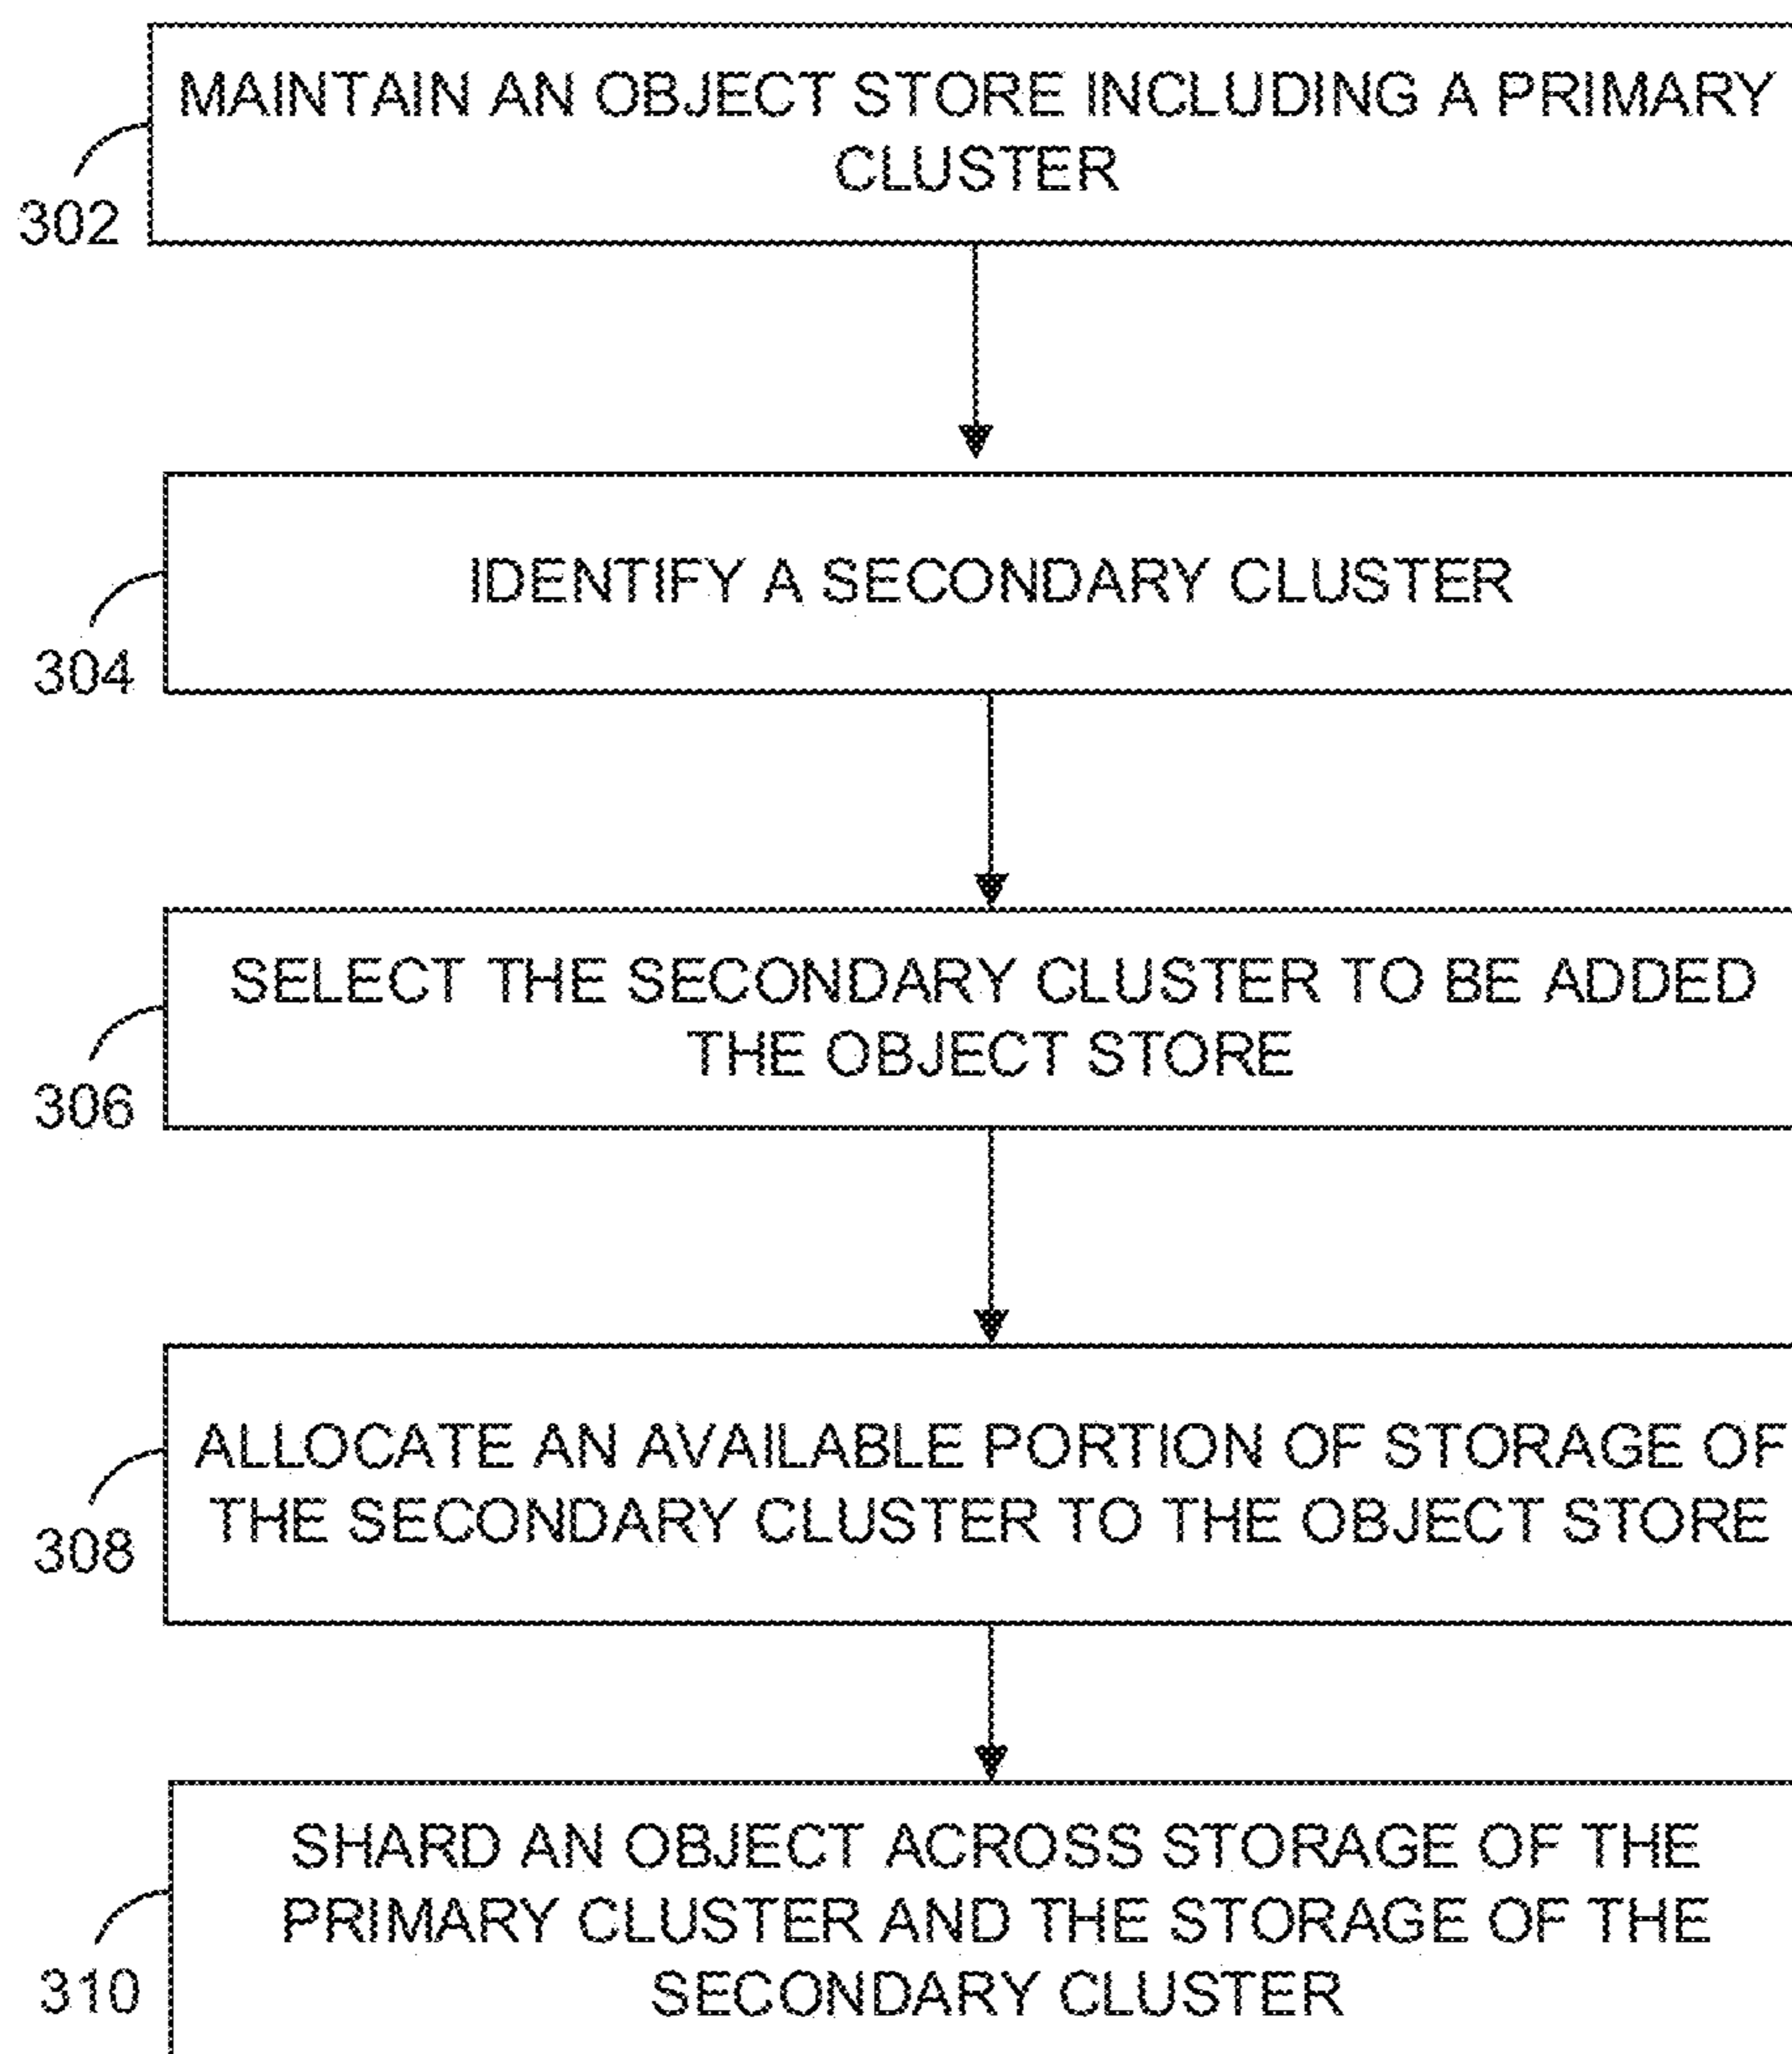 MAINTAIN AN OBJECT STORE INCLUDING A PRIMARY
CLUSTER
302
IDENTIFY A SECONDARY CLUSTER
304
SELECT THE SECONDARY CLUSTER TO BE ADDED
THE OBJECT STORE
306
ALLOCATE AN AVAILABLE PORTION OF STORAGE OF
THE SECONDARY CLUSTER TO THE OBJECT STORE
308
SHARD AN OBJECT ACROSS STORAGE OF THE
PRIMARY CLUSTER AND THE STORAGE OF THE
SECONDARY CLUSTER
310